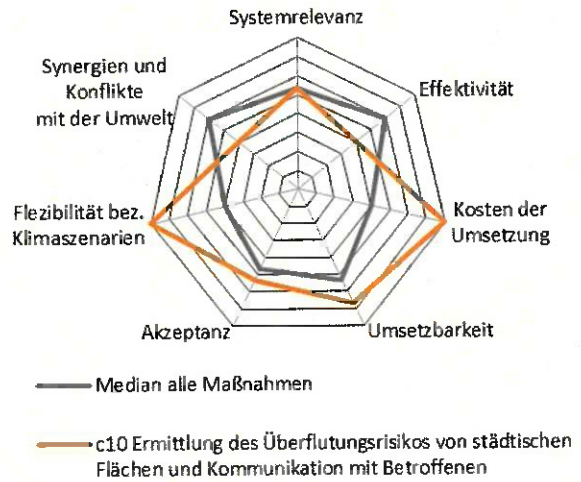 Systemrelevanz
Synergien und
Konflikte
mit der Umwelt
Effektivität
Flezibilität bez.
Klimaszenarien
Kosten der
Umsetzung
Akzeptanz
Umsetzbarkeit
Median alle Maßnahmen
c10 Ermittlung des Überflutungsrisikos von städtischen
Flächen und Kommunikation mit Betroffenen